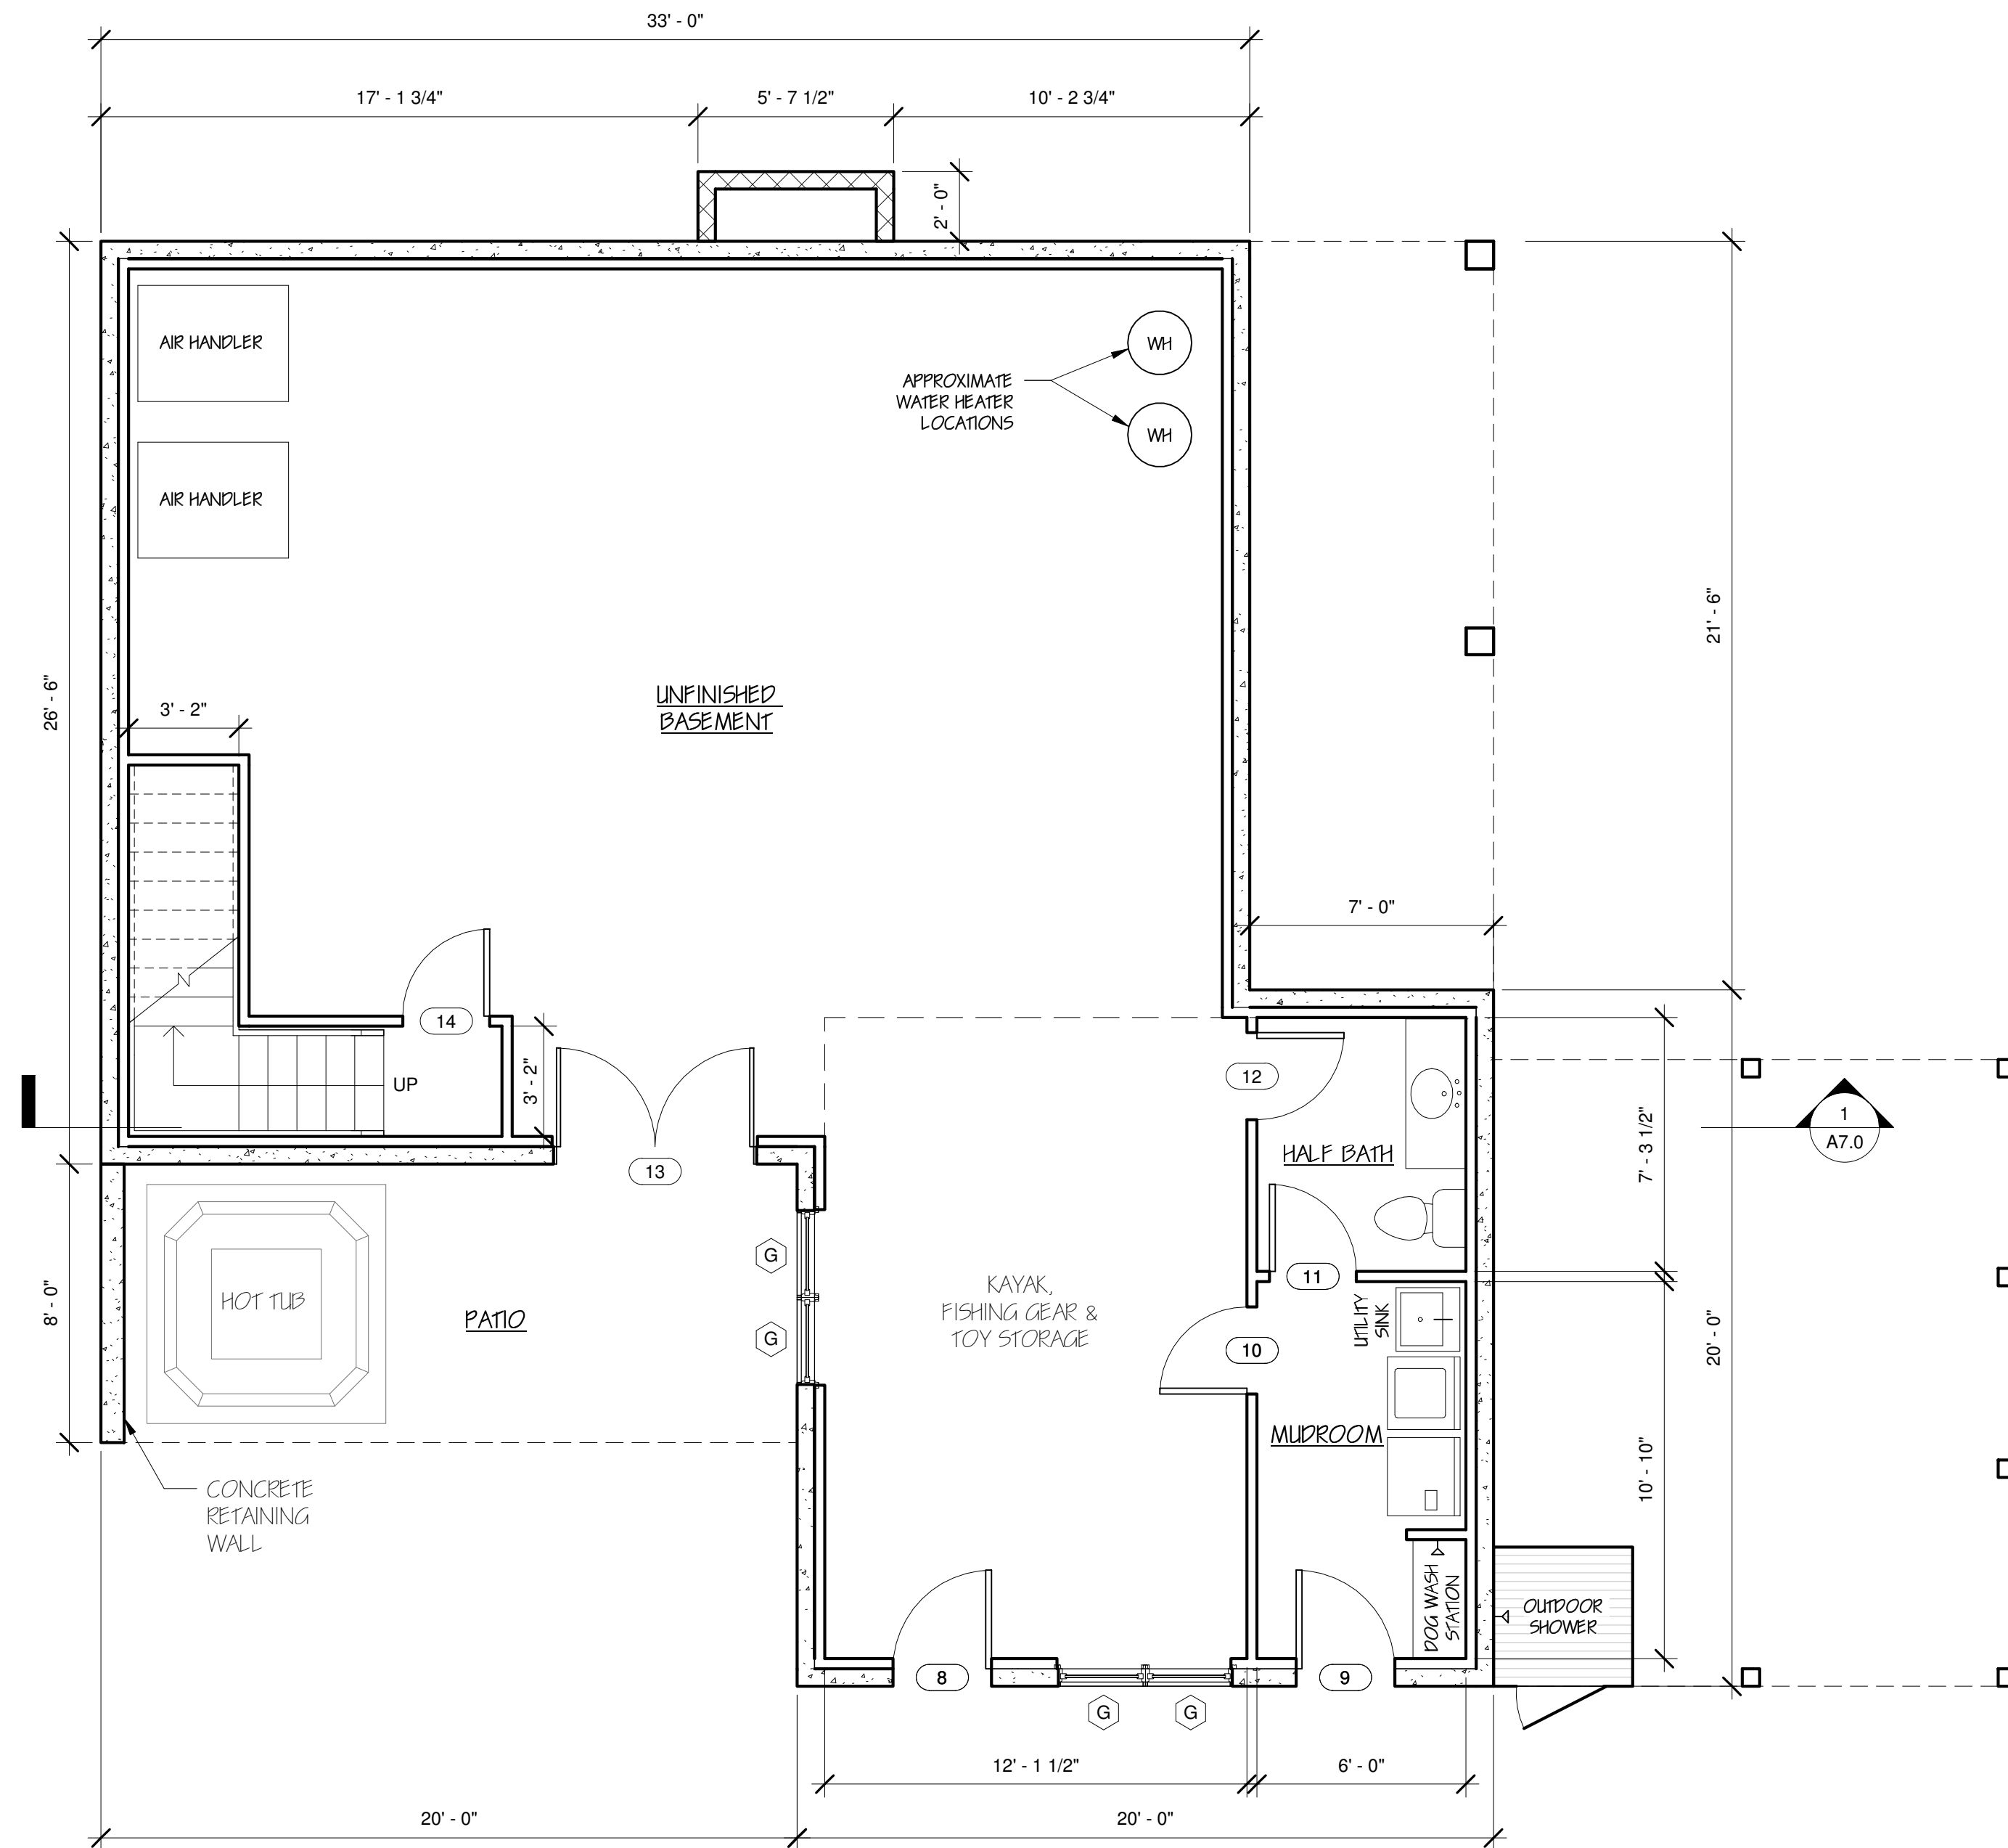 33' - 0"
17' - 1 3/4"
5' - 7 1/2"
10' - 2 3/4"
2' - 0"
AIR HANDLER
WH
APPROXIMATE
WATER HEATER
LOCATIONS
WH
AIR HANDLER
21' - 6"
26' - 6"
3' - 2"
UNFINISHED
BASEMENT
7' - 0"
14
UP
3' - 2"
13
12
HALF BATH
7' - 3 1/2"
1
A7.0
HOT TUB
8' - 0"
PATIO
G
G
KAYAK,
FISHING GEAR &
TOY STORAGE
11
10
UTILITY
SINK
20' - 0"
MUDROOM
10' - 10"
CONCRETE
RETAINING
WALL
DOG WASH
STATION
OUTDOOR
SHOWER
8
9
G
G
12' - 1 1/2"
6' - 0"
20' - 0"
20' - 0"